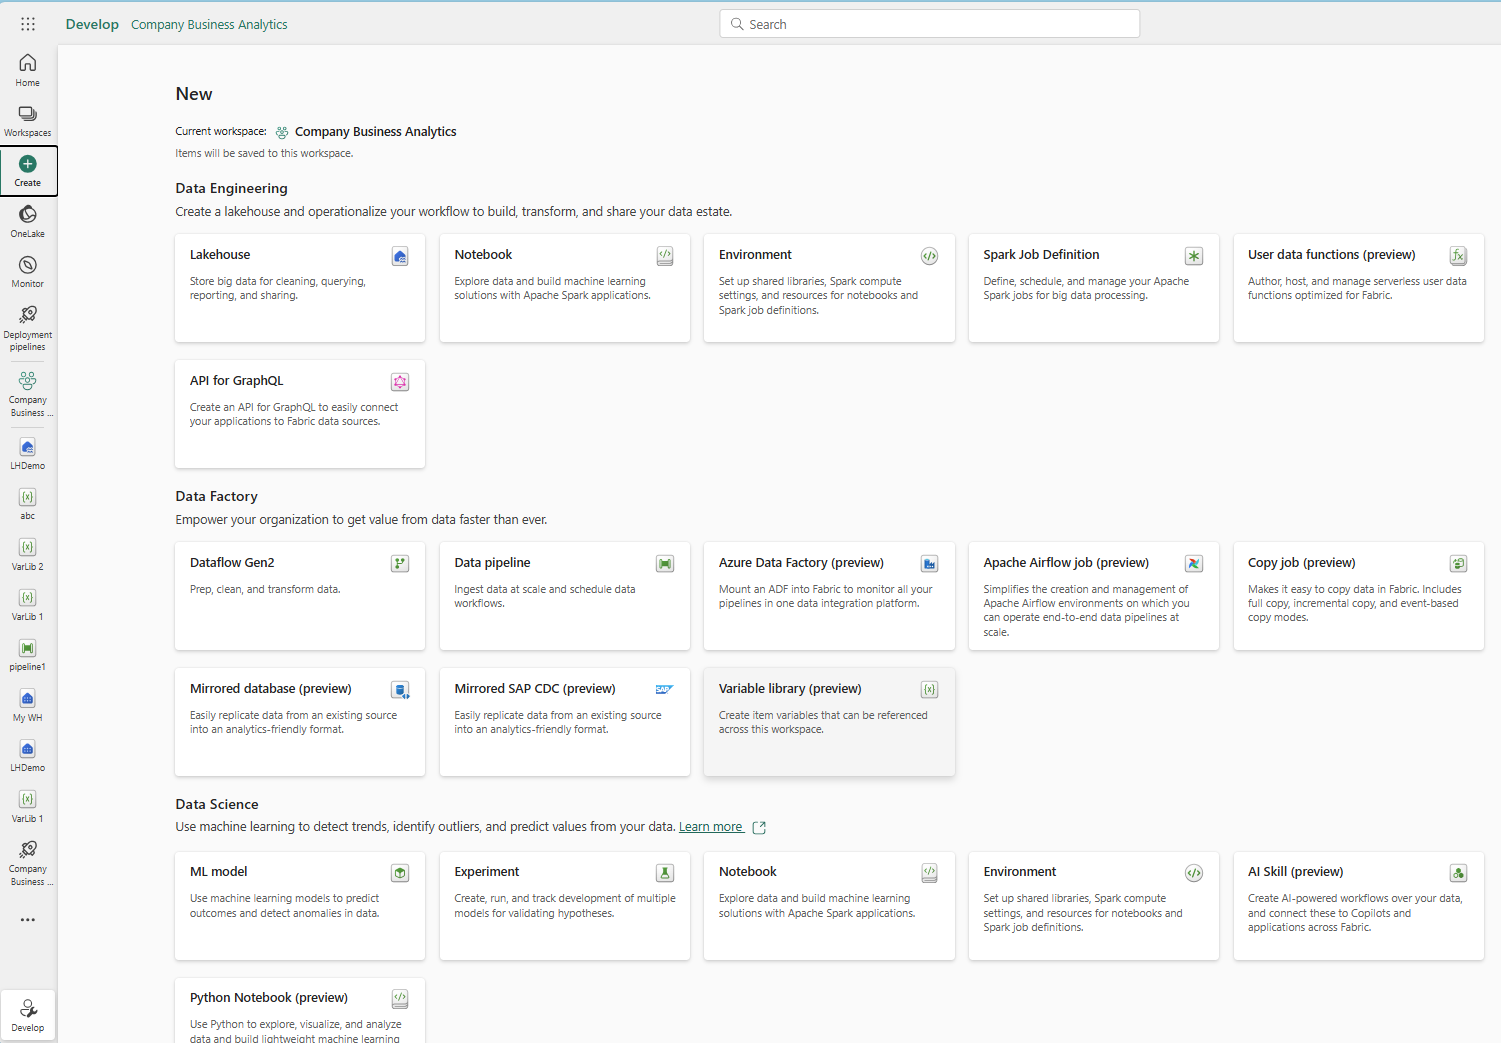 Develop Company Business Analytics
Search
Home
Workspaces
Create
OneLake
Monitor
Deployment
pipelines
Company
Business ...
LHDemo
abc
VarLib 2
VarLib 1
pipeline1
My WH
LHDemo
VarLib 1
Company
Business ...
Develop
New
Current workspace: Company Business Analytics
Items will be saved to this workspace.
Data Engineering
Create a lakehouse and operationalize your workflow to build, transform, and share your data estate.
Lakehouse
Store big data for cleaning, querying,
reporting, and sharing.
Notebook
Explore data and build machine learning
solutions with Apache Spark applications.
Environment
Set up shared libraries, Spark compute
settings, and resources for notebooks and
Spark job definitions.
Spark Job Definition
Define, schedule, and manage your Apache
Spark jobs for big data processing.
User data functions (preview)
Author, host, and manage serverless user data
functions optimized for Fabric.
API for GraphQL
Create an API for GraphQL to easily connect
your applications to Fabric data sources.
Data Factory
Empower your organization to get value from data faster than ever.
Dataflow Gen2
Prep, clean, and transform data.
Data pipeline
Ingest data at scale and schedule data
workflows.
Azure Data Factory (preview)
Mount an ADF into Fabric to monitor all your
pipelines in one data integration platform.
Apache Airflow job (preview)
Simplifies the creation and management of
Apache Airflow environments on which you
can operate end-to-end data pipelines at
scale.
Copy job (preview)
Makes it easy to copy data in Fabric. Includes
full copy, incremental copy, and event-based
copy modes.
Mirrored database (preview)
Easily replicate data from an existing source
into an analytics-friendly format.
Mirrored SAP CDC (preview)
SAP
Easily replicate data from an existing source
into an analytics-friendly format.
Variable library (preview)
Create item variables that can be referenced
across this workspace.
Data Science
Use machine learning to detect trends, identify outliers, and predict values from your data. Learn more
ML model
Use machine learning models to predict
outcomes and detect anomalies in data.
Experiment
Create, run, and track development of multiple
models for validating hypotheses.
Notebook
Explore data and build machine learning
solutions with Apache Spark applications.
Environment
Set up shared libraries, Spark compute
settings, and resources for notebooks and
Spark job definitions.
AI Skill (preview)
Create AI-powered workflows over your data,
and connect these to Copilots and
applications across Fabric.
Python Notebook (preview)
Use Python to explore, visualize, and analyze
data and build lightweight machine learning